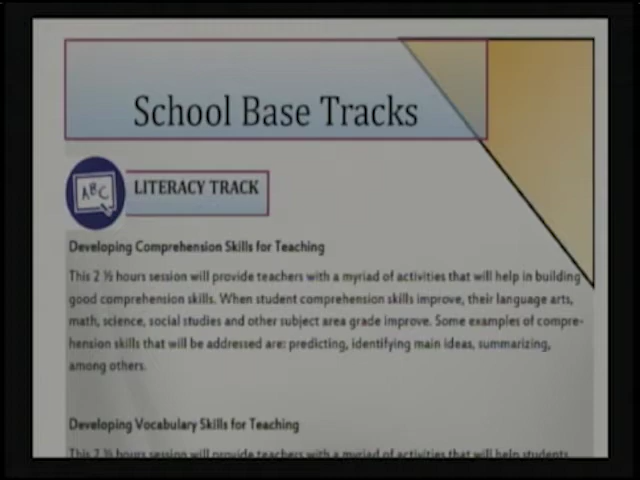 School Base Tracks
ABC
LITERACY TRACK
Developing Comprehension Skills for Teaching
This 2 ½ hours session will provide teachers with a myriad of activities that will help in building
good comprehension skills. When student comprehension skills improve, their language arts,
math, science, social studies and other subject area grade improve. Some examples of compre-
hension skills that will be addressed are: predicting, identifying main ideas, summarizing,
among others.
Developing Vocabulary Skills for Teaching
This 2 ½ hours session will provide teachers with a myriad of activities that will help students